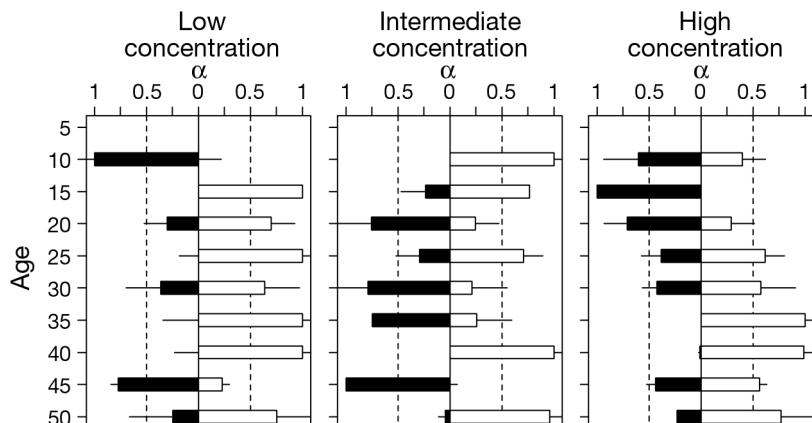 Low
concentration
α
1 0.5 0 0.5 1
Intermediate
concentration
α
1 0.5 0 0.5 1
High
concentration
α
1 0.5 0 0.5 1
Age
5
10
15
20
25
30
35
40
45
50